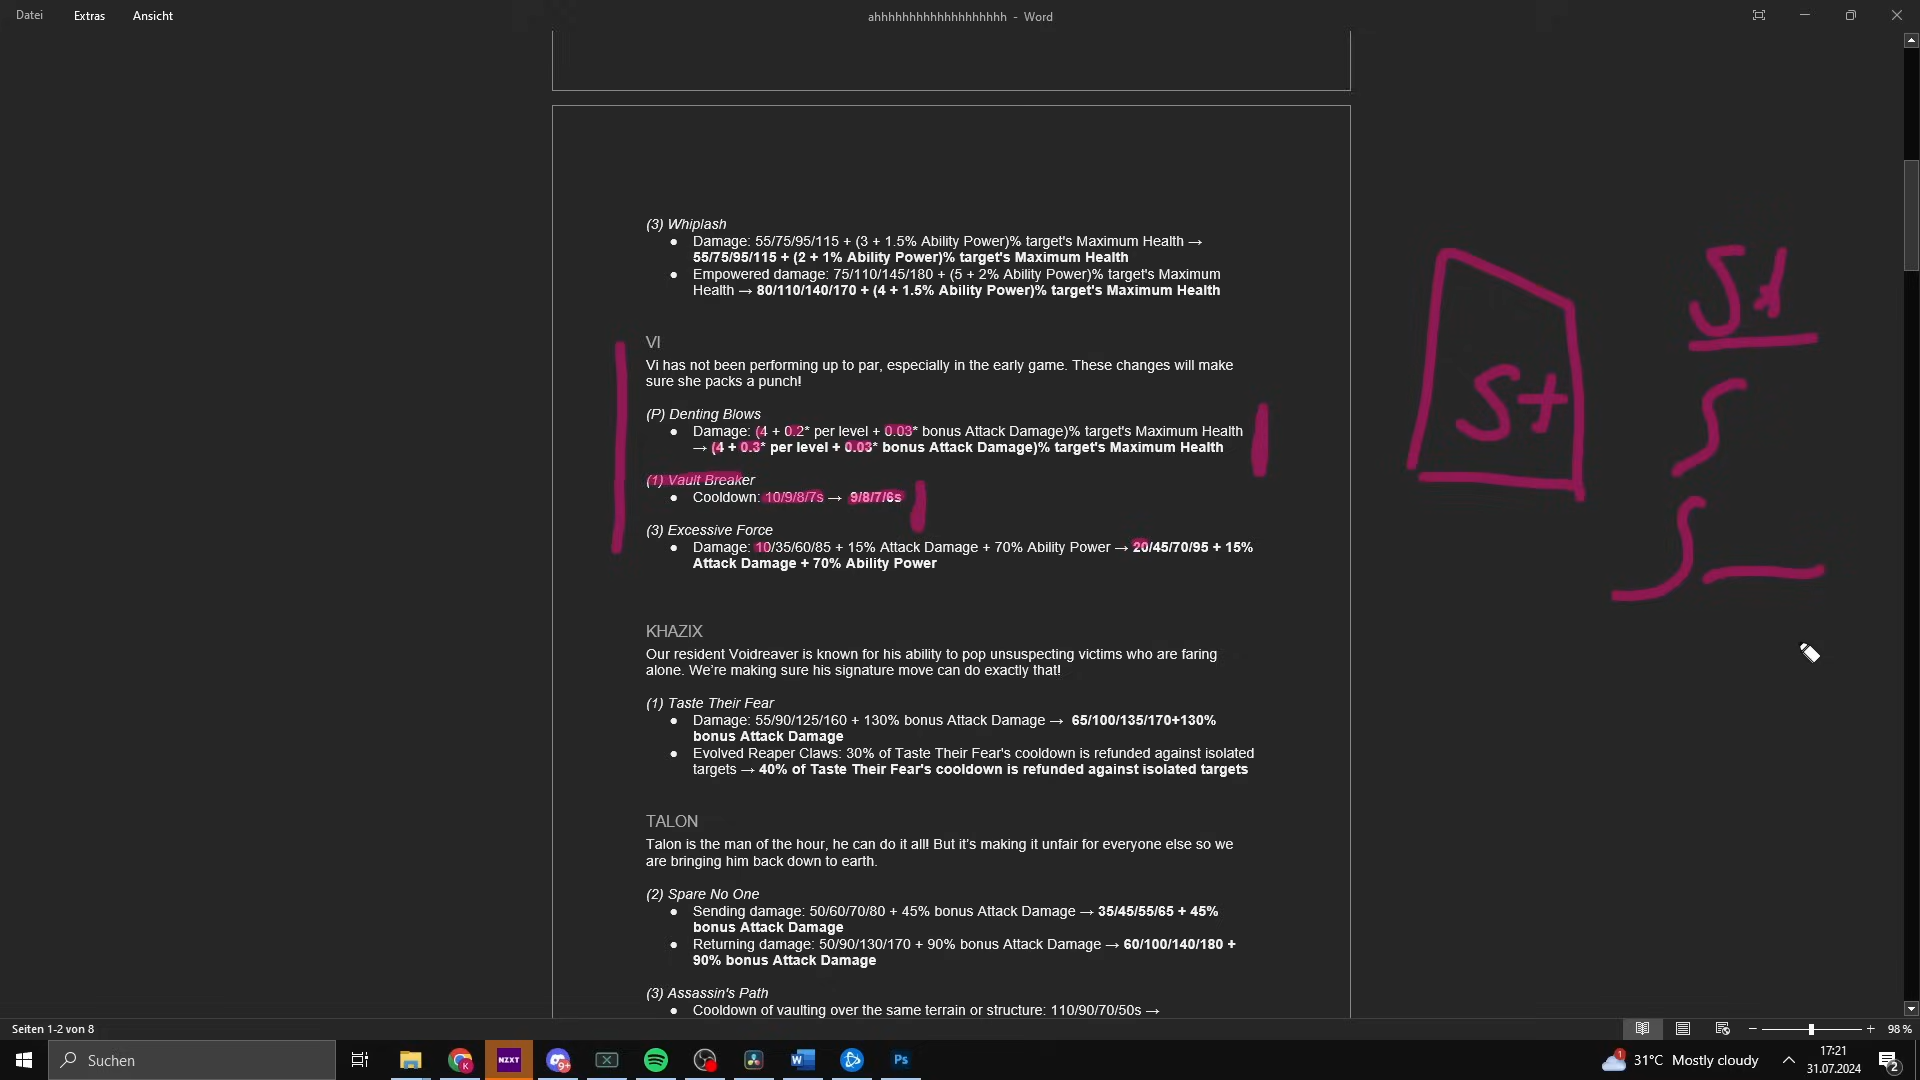 Datei Extras Ansicht ahhhhhhhhhhhhhhhhhhh - Word
(3) Whiplash
● Damage: 55/75/95/115 + (3 + 1.5% Ability Power)% target's Maximum Health →
55/75/95/115 + (2 + 1% Ability Power)% target's Maximum Health
● Empowered damage: 75/110/145/180 + (5 + 2% Ability Power)% target's Maximum
Health → 80/110/140/170 + (4 + 1.5% Ability Power)% target's Maximum Health
VI
Vi has not been performing up to par, especially in the early game. These changes will make
sure she packs a punch!
(P) Denting Blows
● Damage: (4 + 0.2* per level + 0.03* bonus Attack Damage)% target's Maximum Health
→ (4 + 0.3* per level + 0.03* bonus Attack Damage)% target's Maximum Health
(1) Vault Breaker
● Cooldown: 10/9/8/7s → 9/8/7/6s
(3) Excessive Force
● Damage: 10/35/60/85 + 15% Attack Damage + 70% Ability Power → 20/45/70/95 + 15%
Attack Damage + 70% Ability Power
KHAZIX
Our resident Voidreaver is known for his ability to pop unsuspecting victims who are faring
alone. We're making sure his signature move can do exactly that!
(1) Taste Their Fear
● Damage: 55/90/125/160 + 130% bonus Attack Damage → 65/100/135/170+130%
bonus Attack Damage
● Evolved Reaper Claws: 30% of Taste Their Fear's cooldown is refunded against isolated
targets → 40% of Taste Their Fear's cooldown is refunded against isolated targets
TALON
Talon is the man of the hour, he can do it all! But it's making it unfair for everyone else so we
are bringing him back down to earth.
(2) Spare No One
● Sending damage: 50/60/70/80 + 45% bonus Attack Damage → 35/45/55/65 + 45%
bonus Attack Damage
● Returning damage: 50/90/130/170 + 90% bonus Attack Damage → 60/100/140/180 +
90% bonus Attack Damage
(3) Assassin's Path
● Cooldown of vaulting over the same terrain or structure: 110/90/70/50s →
St
Seiten 1-2 von 8
98 %
Suchen
NZXT
K
9+
W
Ps
1
31°C Mostly cloudy
17:21
31.07.2024
2